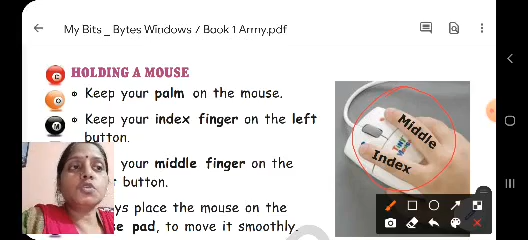 My Bits _ Bytes Windows 7 Book 1 Army.pdf
HOLDING A MOUSE
Keep your palm on the mouse.
Keep your index finger on the left
button.
your middle finger on the
button.
place the mouse on the
pad, to move it smoothly.
Middle
Index
C
O
M